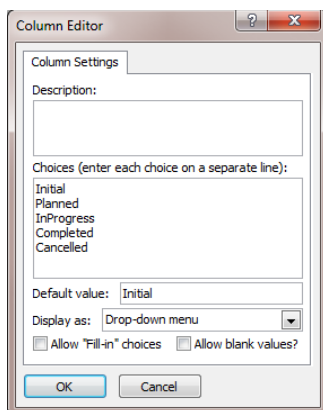 Column Editor
Column Settings
Description:
Choices (enter each choice on a separate line):
Initial
Planned
InProgress
Completed
Cancelled
Default value: Initial
Display as: Drop-down menu
Allow "Fill-in" choices Allow blank values?
OK Cancel